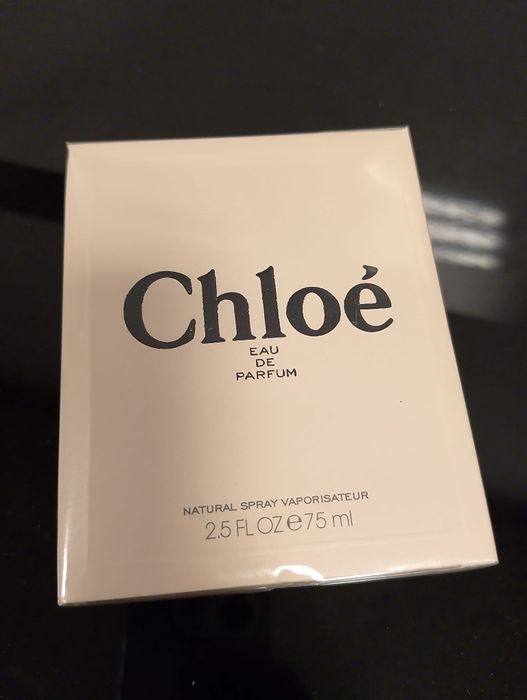 Chloé
EAU
DE
PARFUM
NATURAL SPRAY VAPORISATEUR
2.5 FL OZ ℮ 75 ml